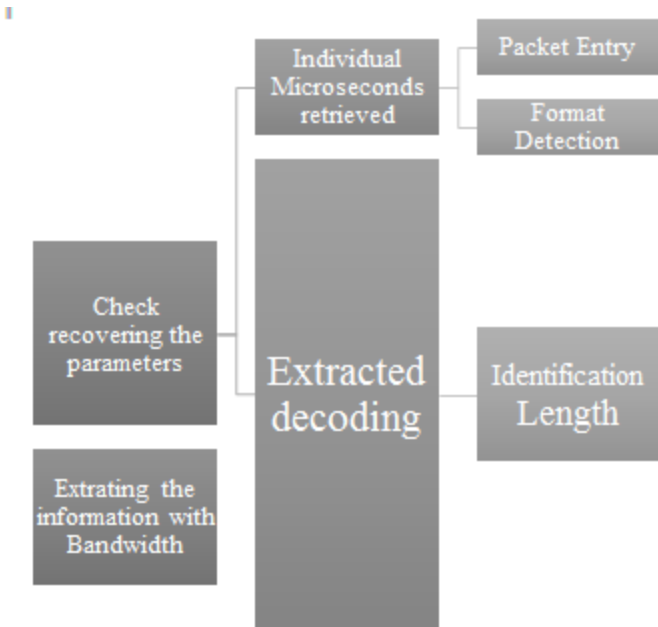 Individual
Microseconds
retrieved
Packet Entry
Format
Detection
Check
recovering the
parameters
Extracted
decoding
Identification
Length
Extrating the
information with
Bandwidth